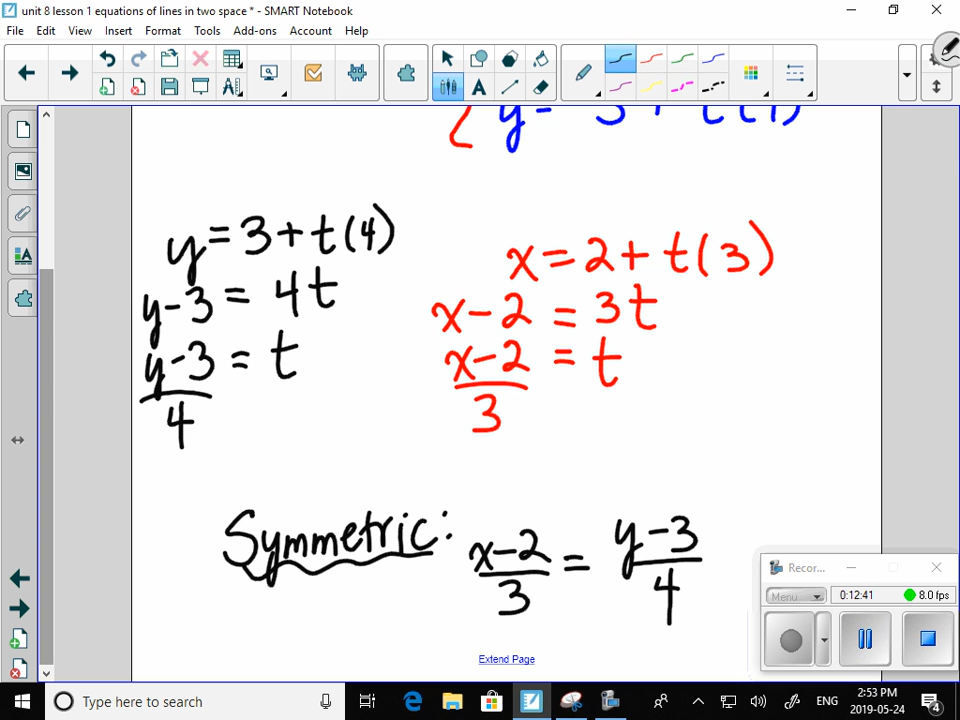 unit 8 lesson 1 equations of lines in two space * - SMART Notebook
File Edit View Insert Format Tools Add-ons Account Help
y = 3 + t(4)
y-3 = 4t
y-3 = t
4
x = 2 + t(3)
x-2 = 3t
x-2 = t
3
Symmetric: x-2 = y-3
3 4
Extend Page
Recor...
Menu 0:12:41 8.0 fps
Type here to search
ENG
2:53 PM
2019-05-24
4